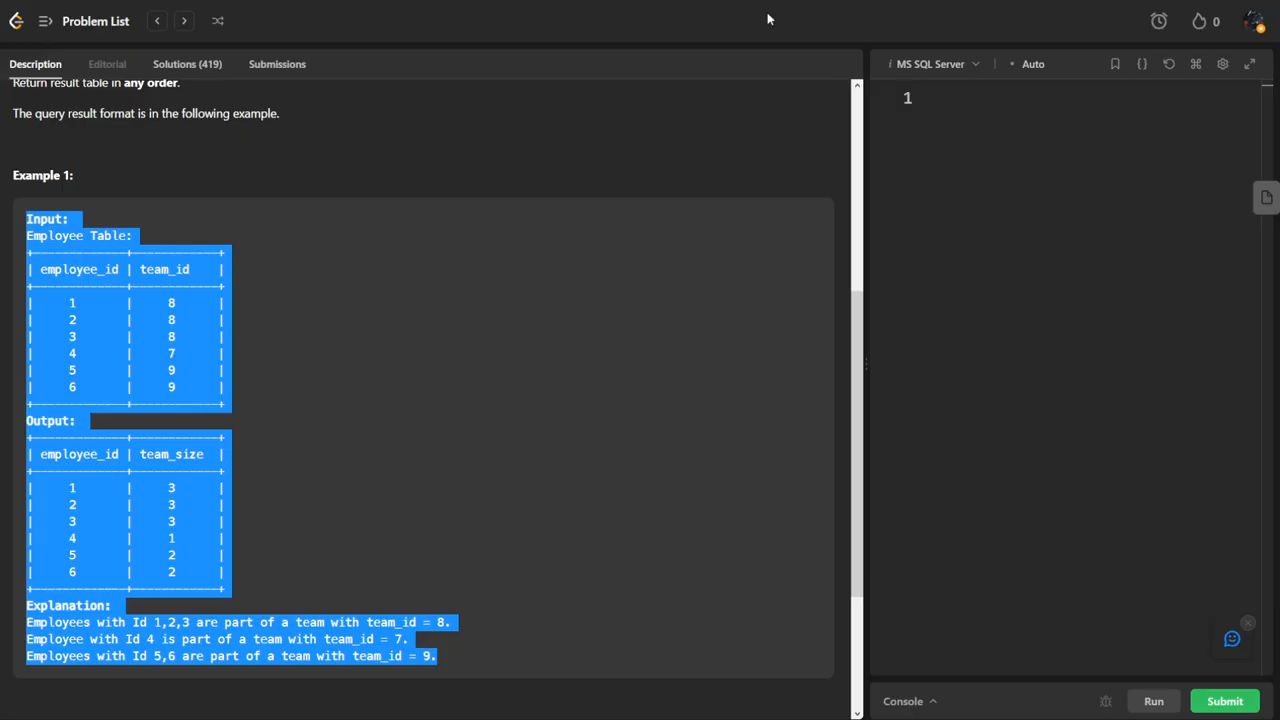 Problem List
0
Description
Editorial
Solutions (419)
Submissions
Return result table in any order.
The query result format is in the following example.
Example 1:
Input:
Employee Table:
+-------------+------------+
| employee_id | team_id    |
+-------------+------------+
|     1       |     8      |
|     2       |     8      |
|     3       |     8      |
|     4       |     7      |
|     5       |     9      |
|     6       |     9      |
+-------------+------------+
Output:
+-------------+------------+
| employee_id | team_size  |
+-------------+------------+
|     1       |     3      |
|     2       |     3      |
|     3       |     3      |
|     4       |     1      |
|     5       |     2      |
|     6       |     2      |
+-------------+------------+
Explanation:
Employees with Id 1,2,3 are part of a team with team_id = 8.
Employee with Id 4 is part of a team with team_id = 7.
Employees with Id 5,6 are part of a team with team_id = 9.
i MS SQL Server
• Auto
{}
1
Console
Run
Submit